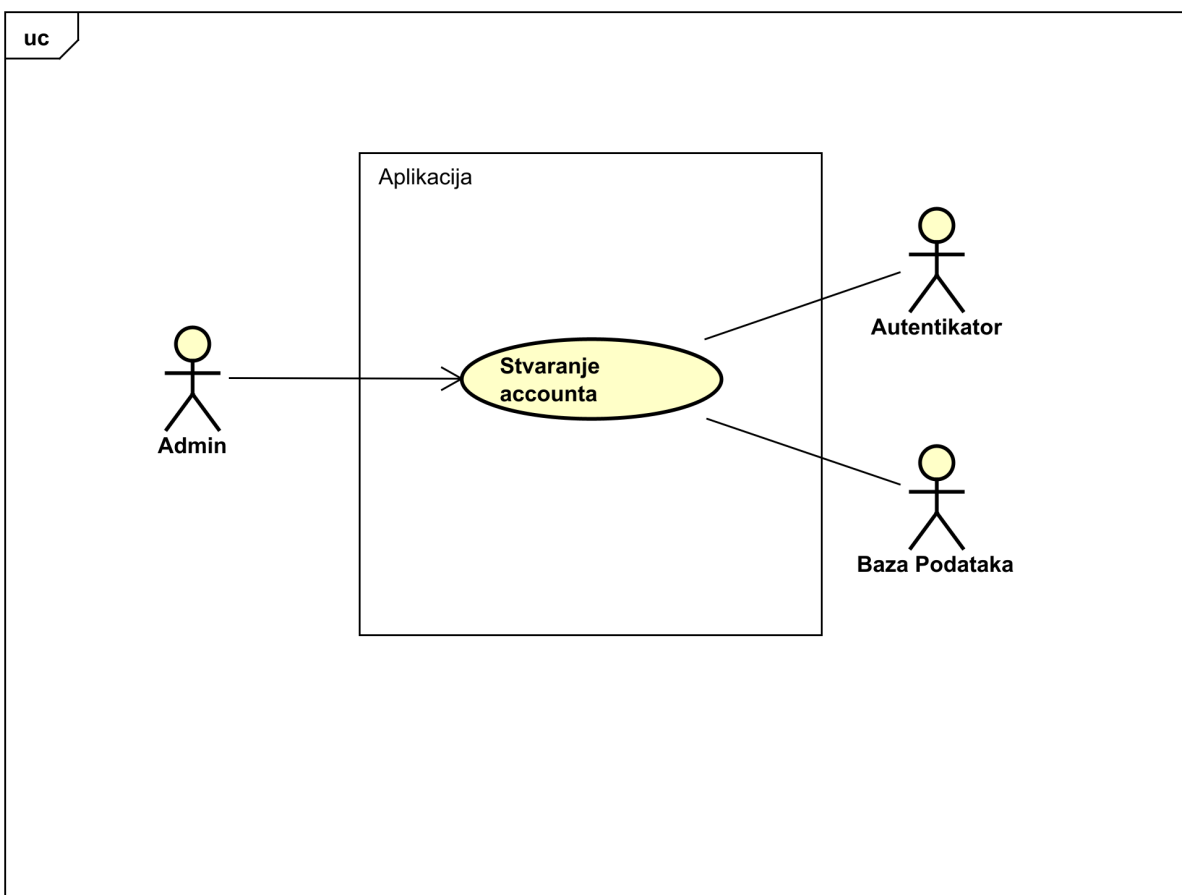 uc
Aplikacija
Autentikator
Stvaranje
accounta
Admin
Baza Podataka